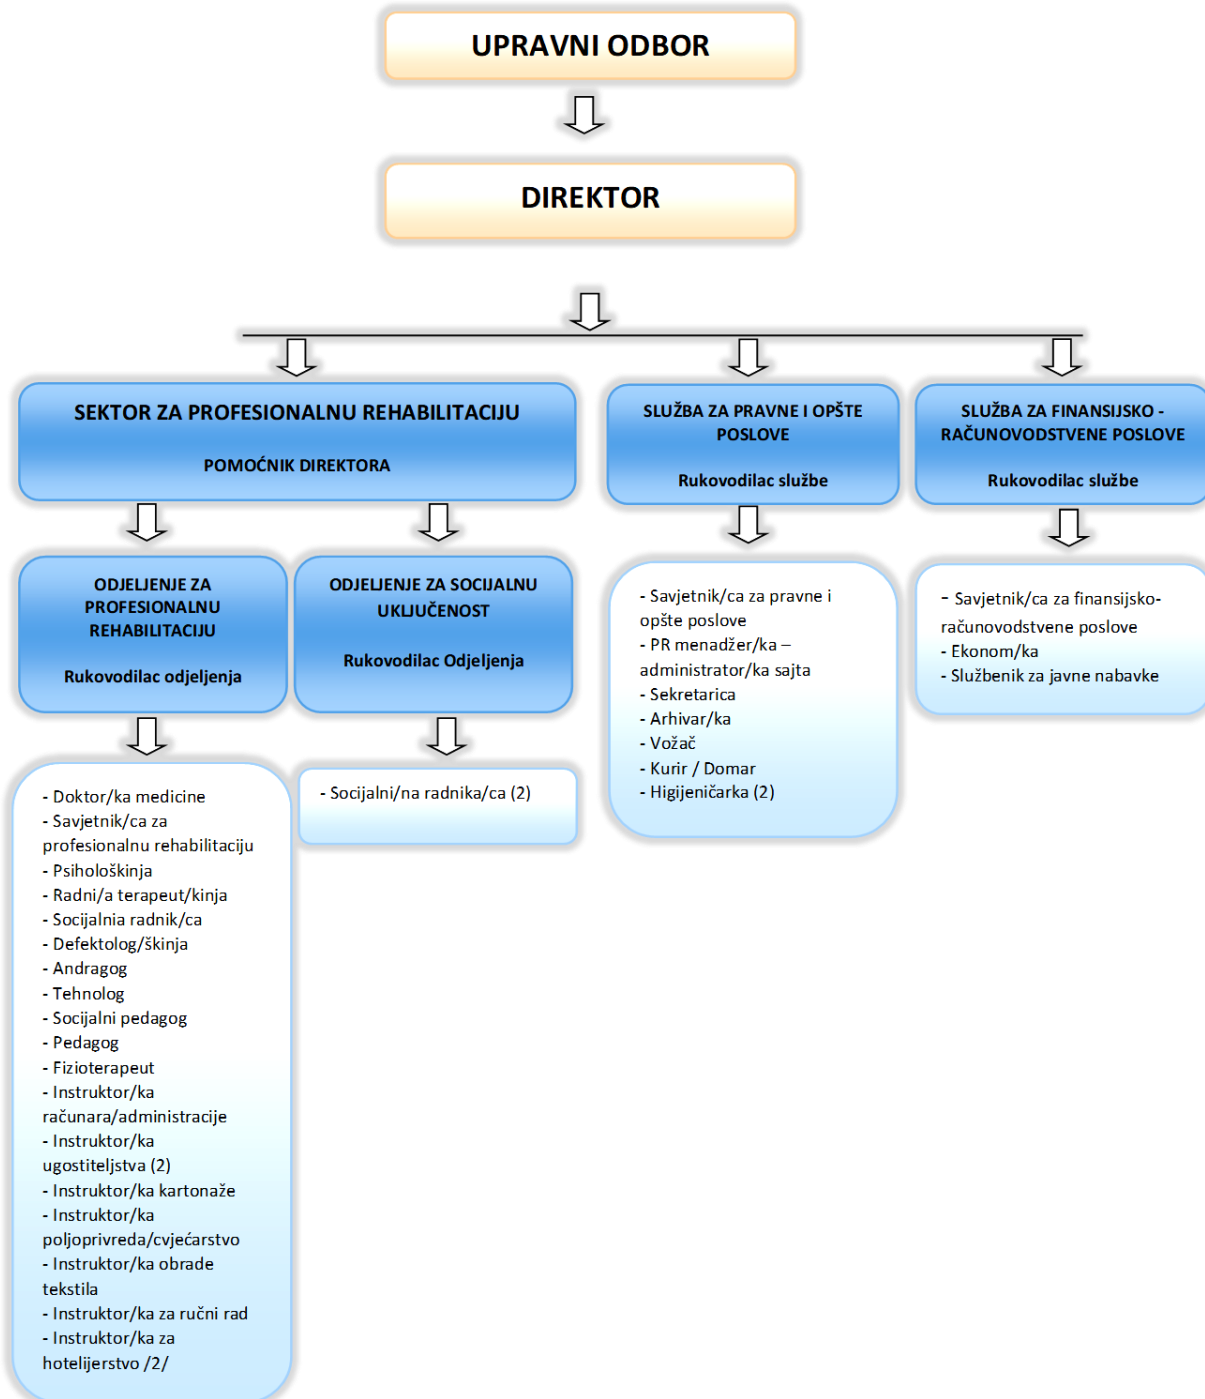 UPRAVNI ODBOR
DIREKTOR
SEKTOR ZA PROFESIONALNU REHABILITACIJU
POMOĆNIK DIREKTORA
SLUŽBA ZA PRAVNE I OPŠTE
POSLOVE
Rukovodilac službe
SLUŽBA ZA FINANSIJSKO -
RAČUNOVODSTVENE POSLOVE
Rukovodilac službe
ODJELJENJE ZA
PROFESIONALNU
REHABILITACIJU
Rukovodilac odjeljenja
ODJELJENJE ZA SOCIJALNU
UKLJUČENOST
Rukovodilac Odjeljenja
- Savjetnik/ca za pravne i
opšte poslove
- PR menadžer/ka –
administrator/ka sajta
- Sekretarica
- Arhivar/ka
- Vožač
- Kurir / Domar
- Higijeničarka (2)
- Savjetnik/ca za finansijsko-
računovodstvene poslove
- Ekonom/ka
- Službenik za javne nabavke
- Doktor/ka medicine
- Savjetnik/ca za
profesionalnu rehabilitaciju
- Psihološkinja
- Radni/a terapeut/kinja
- Socijalnia radnik/ca
- Defektolog/škinja
- Andragog
- Tehnolog
- Socijalni pedagog
- Pedagog
- Fizioterapeut
- Instruktor/ka
računara/administracije
- Instruktor/ka
ugostiteljstva (2)
- Instruktor/ka kartonaže
- Instruktor/ka
poljoprivreda/cvjećarstvo
- Instruktor/ka obrade
tekstila
- Instruktor/ka za ručni rad
- Instruktor/ka za
hotelijerstvo /2/
- Socijalni/na radnika/ca (2)